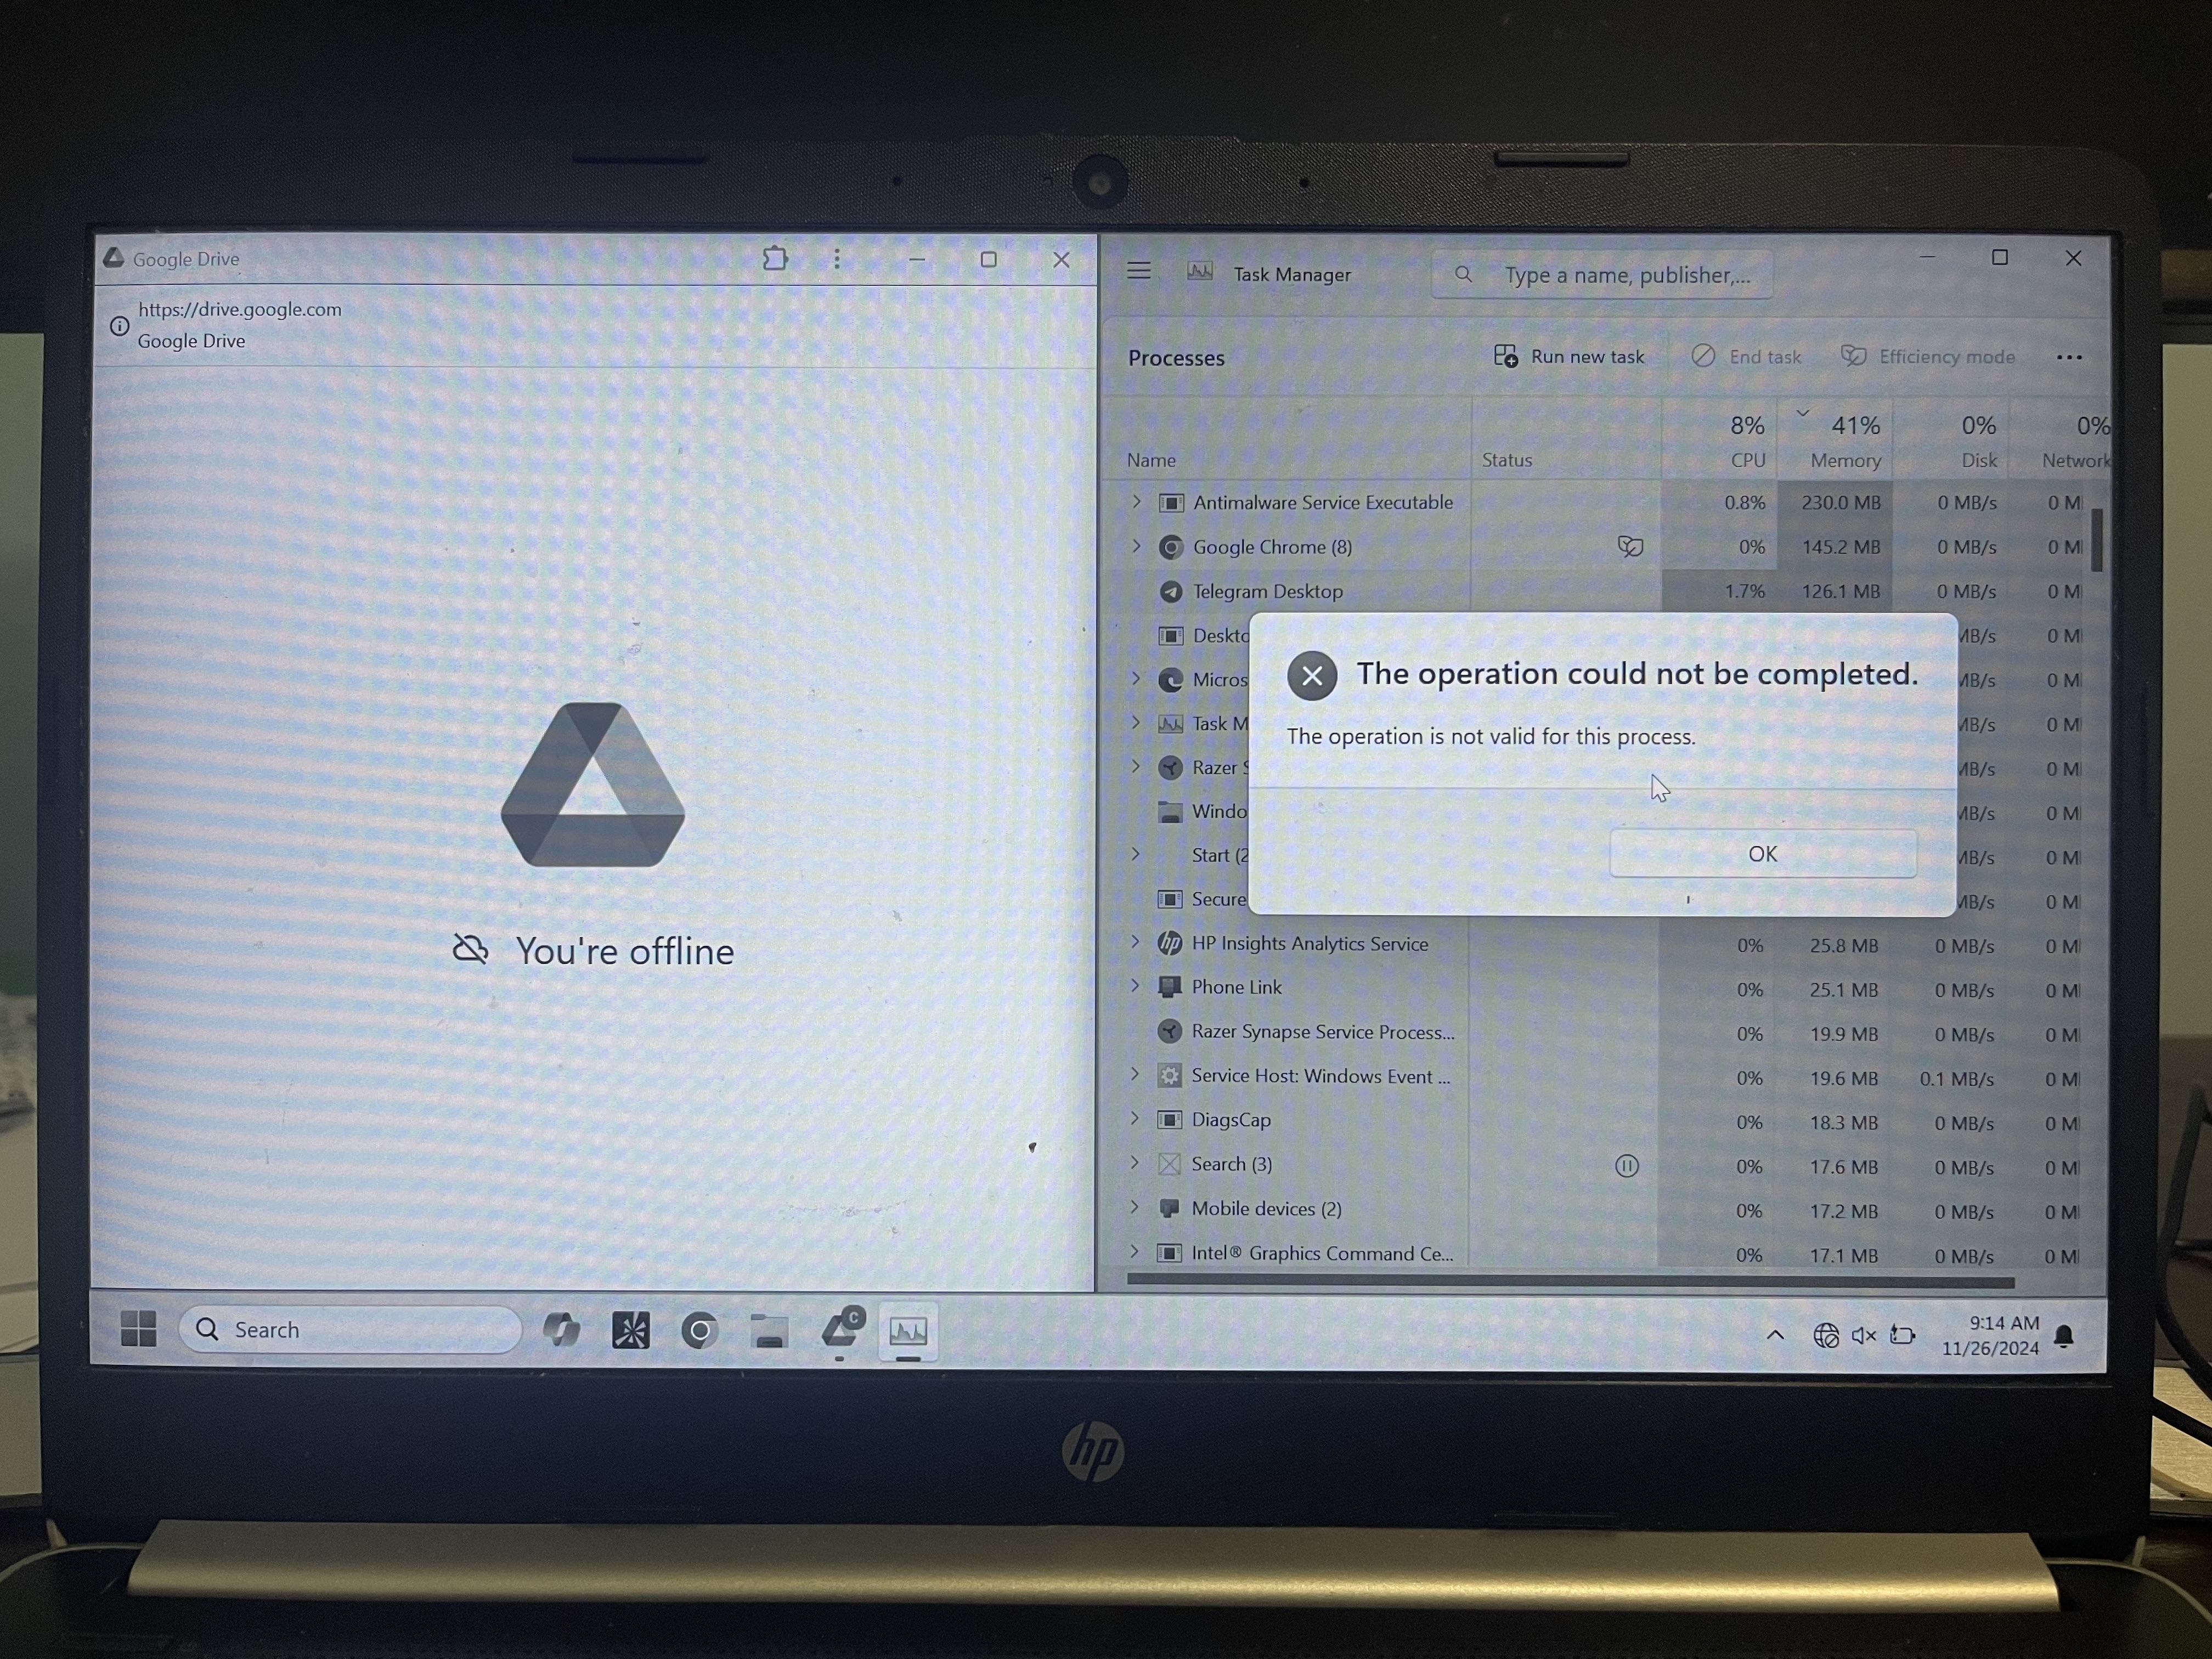 Google Drive
https://drive.google.com
Google Drive
You're offline
Task Manager
Type a name, publisher,...
Processes
Run new task
End task
Efficiency mode
8%
41%
0%
0%
Name
Status
CPU
Memory
Disk
Network
Antimalware Service Executable 0.8% 230.0 MB 0 MB/s 0 M
Google Chrome (8) 0% 145.2 MB 0 MB/s 0 M
Telegram Desktop 1.7% 126.1 MB 0 MB/s 0 M
Deskto MB/s 0 M
Micros MB/s 0 M
Task M MB/s 0 M
Razer S MB/s 0 M
Windo MB/s 0 M
Start (2 MB/s 0 M
Secure MB/s 0 M
The operation could not be completed.
The operation is not valid for this process.
OK
HP Insights Analytics Service 0% 25.8 MB 0 MB/s 0 M
Phone Link 0% 25.1 MB 0 MB/s 0 M
Razer Synapse Service Process... 0% 19.9 MB 0 MB/s 0 M
Service Host: Windows Event ... 0% 19.6 MB 0.1 MB/s 0 M
DiagsCap 0% 18.3 MB 0 MB/s 0 M
Search (3) 0% 17.6 MB 0 MB/s 0 M
Mobile devices (2) 0% 17.2 MB 0 MB/s 0 M
Intel® Graphics Command Ce... 0% 17.1 MB 0 MB/s 0 M
Search
C
9:14 AM
11/26/2024
hp